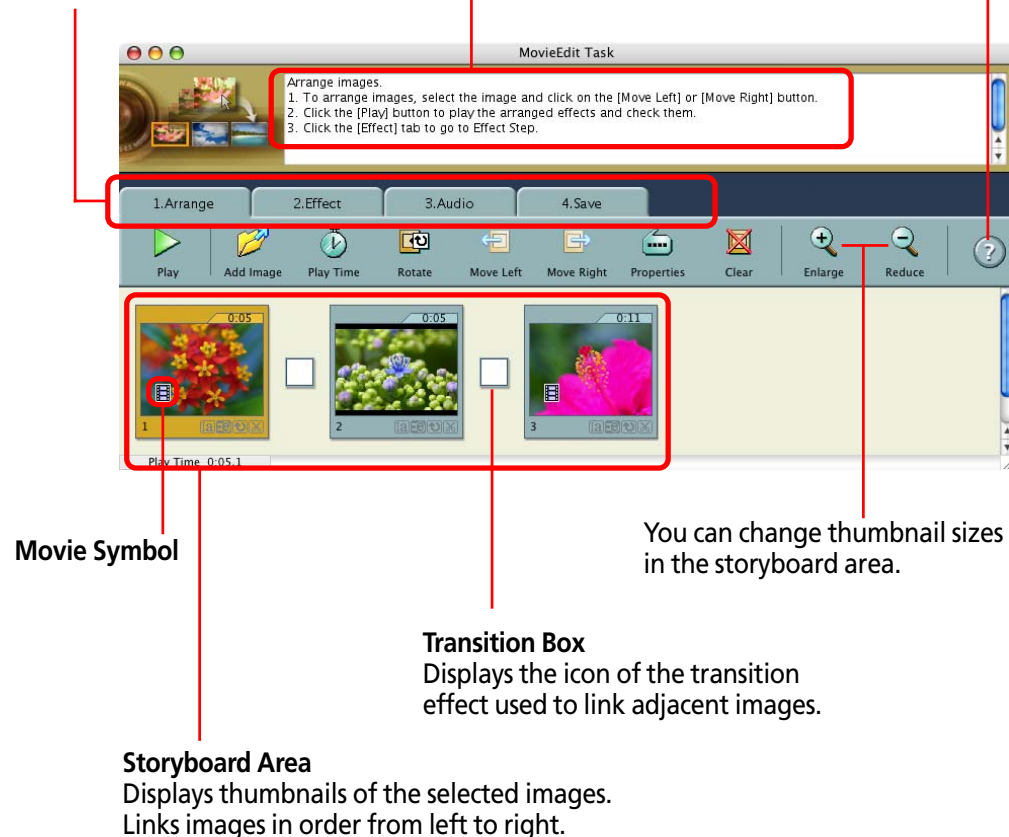 MovieEdit Task
Arrange images.
1. To arrange images, select the image and click on the [Move Left] or [Move Right] button.
2. Click the [Play] button to play the arranged effects and check them.
3. Click the [Effect] tab to go to Effect Step.
1.Arrange 2.Effect 3.Audio 4.Save
Play Add Image Play Time Rotate Move Left Move Right Properties Clear Enlarge Reduce ?
0:05 0:05 0:11
1 2 3
Play Time 0:05.1
Movie Symbol
You can change thumbnail sizes
in the storyboard area.
Transition Box
Displays the icon of the transition
effect used to link adjacent images.
Storyboard Area
Displays thumbnails of the selected images.
Links images in order from left to right.